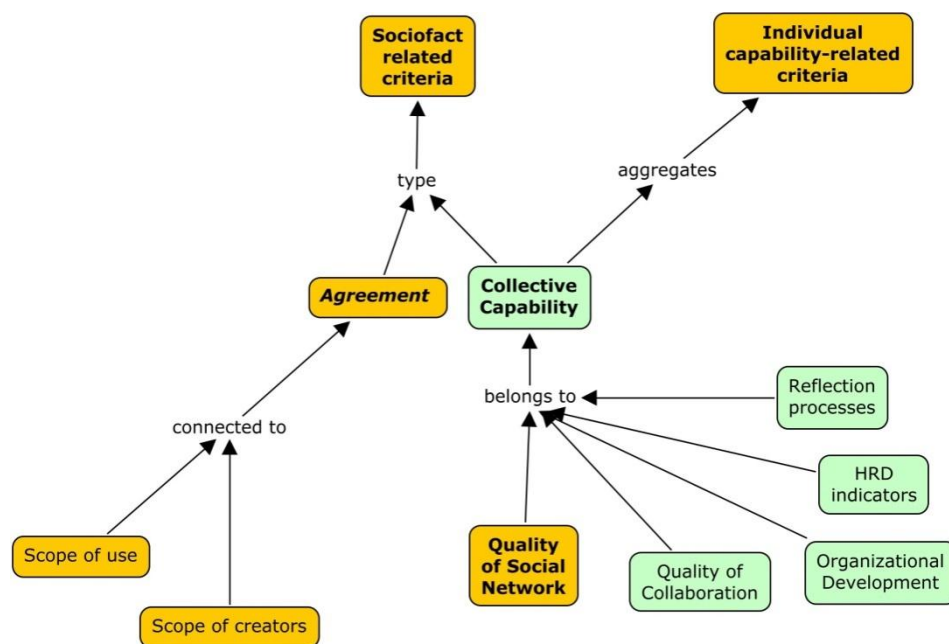 Sociofact
related
criteria
Individual
capability-related
criteria
type
aggregates
Agreement
Collective
Capability
belongs to
Reflection
processes
connected to
HRD
indicators
Scope of use
Quality
of Social
Network
Quality of
Collaboration
Organizational
Development
Scope of creators